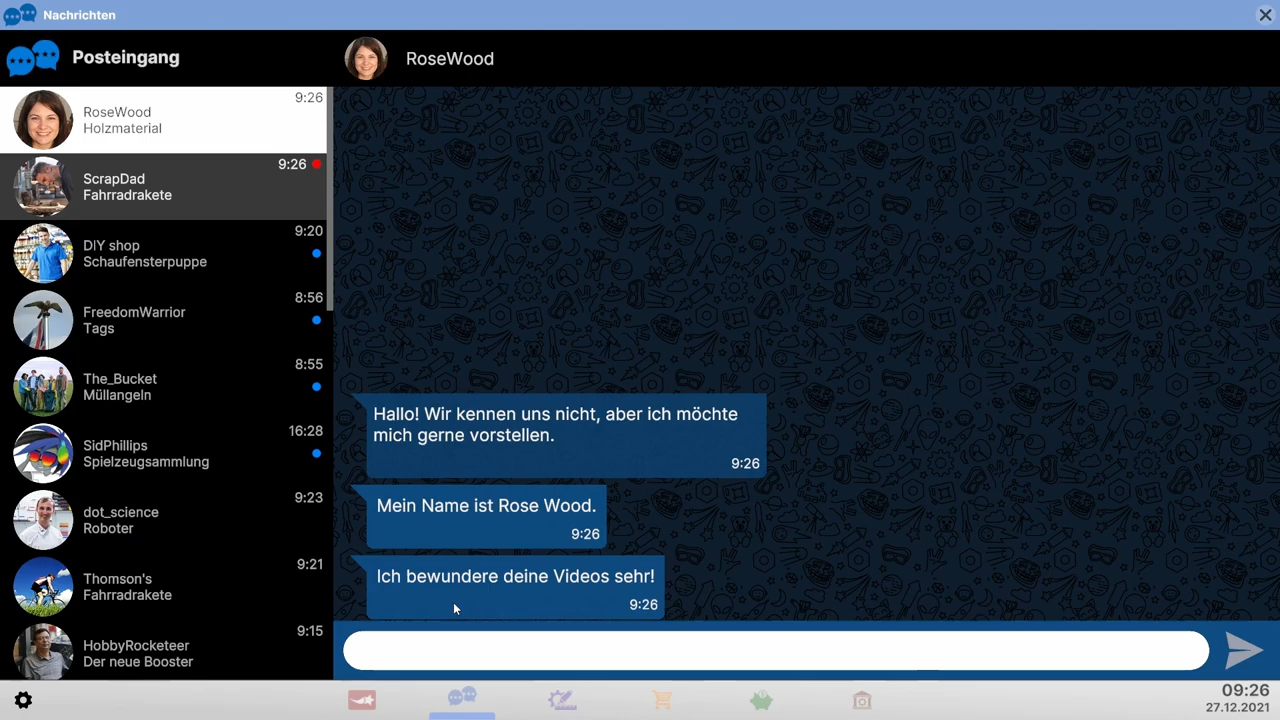 Nachrichten
Posteingang
RoseWood
9:26
RoseWood
Holzmaterial
9:26
ScrapDad
Fahrradrakete
9:20
DIY shop
Schaufensterpuppe
8:56
FreedomWarrior
Tags
8:55
The_Bucket
Müllangeln
16:28
SidPhillips
Spielzeugsammlung
9:23
dot_science
Roboter
9:21
Thomson's
Fahrradrakete
9:15
HobbyRocketeer
Der neue Booster
Hallo! Wir kennen uns nicht, aber ich möchte
mich gerne vorstellen.
9:26
Mein Name ist Rose Wood.
9:26
Ich bewundere deine Videos sehr!
9:26
09:26
27.12.2021